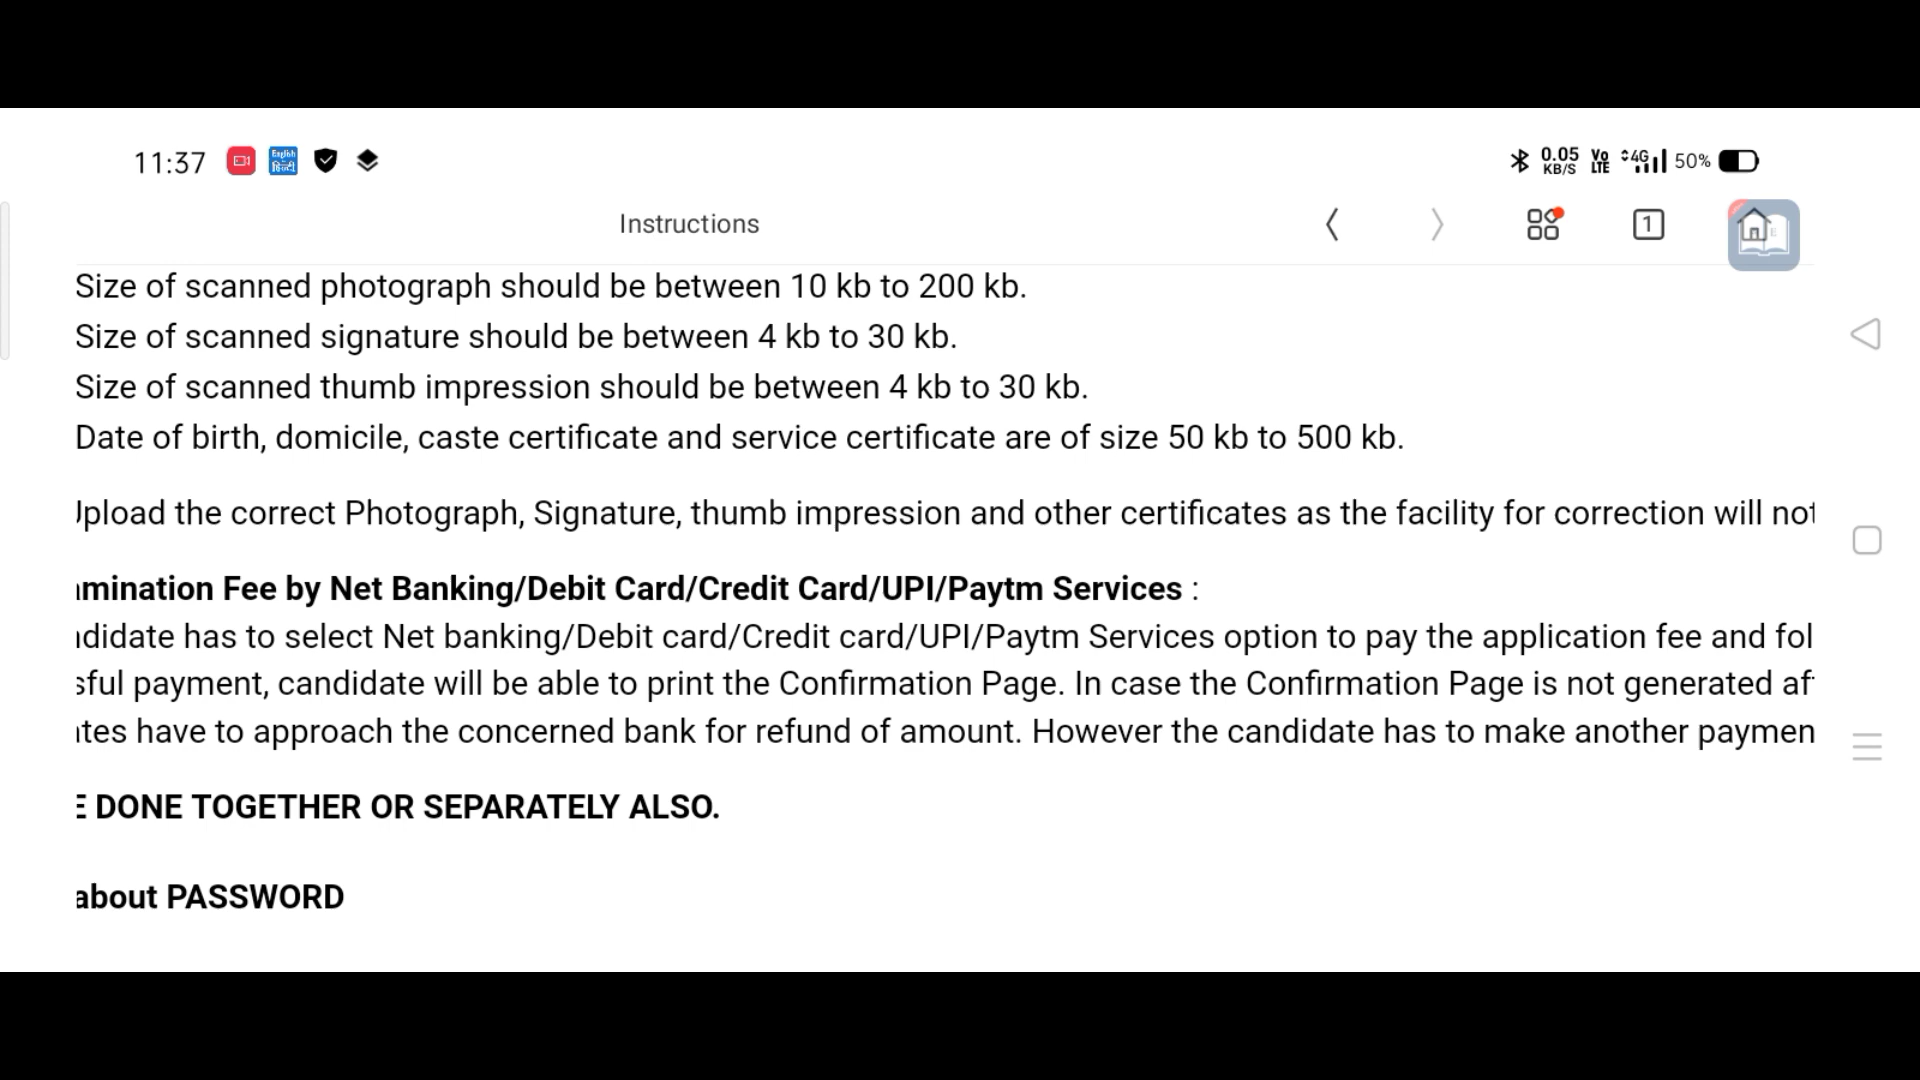 11:37 English हिन्दी 0.05 KB/S Vo LTE 4G 50%
Instructions 1
Size of scanned photograph should be between 10 kb to 200 kb.
Size of scanned signature should be between 4 kb to 30 kb.
Size of scanned thumb impression should be between 4 kb to 30 kb.
Date of birth, domicile, caste certificate and service certificate are of size 50 kb to 500 kb.
Upload the correct Photograph, Signature, thumb impression and other certificates as the facility for correction will not
mination Fee by Net Banking/Debit Card/Credit Card/UPI/Paytm Services :
didate has to select Net banking/Debit card/Credit card/UPI/Paytm Services option to pay the application fee and fol
sful payment, candidate will be able to print the Confirmation Page. In case the Confirmation Page is not generated af
tes have to approach the concerned bank for refund of amount. However the candidate has to make another paymen
E DONE TOGETHER OR SEPARATELY ALSO.
about PASSWORD